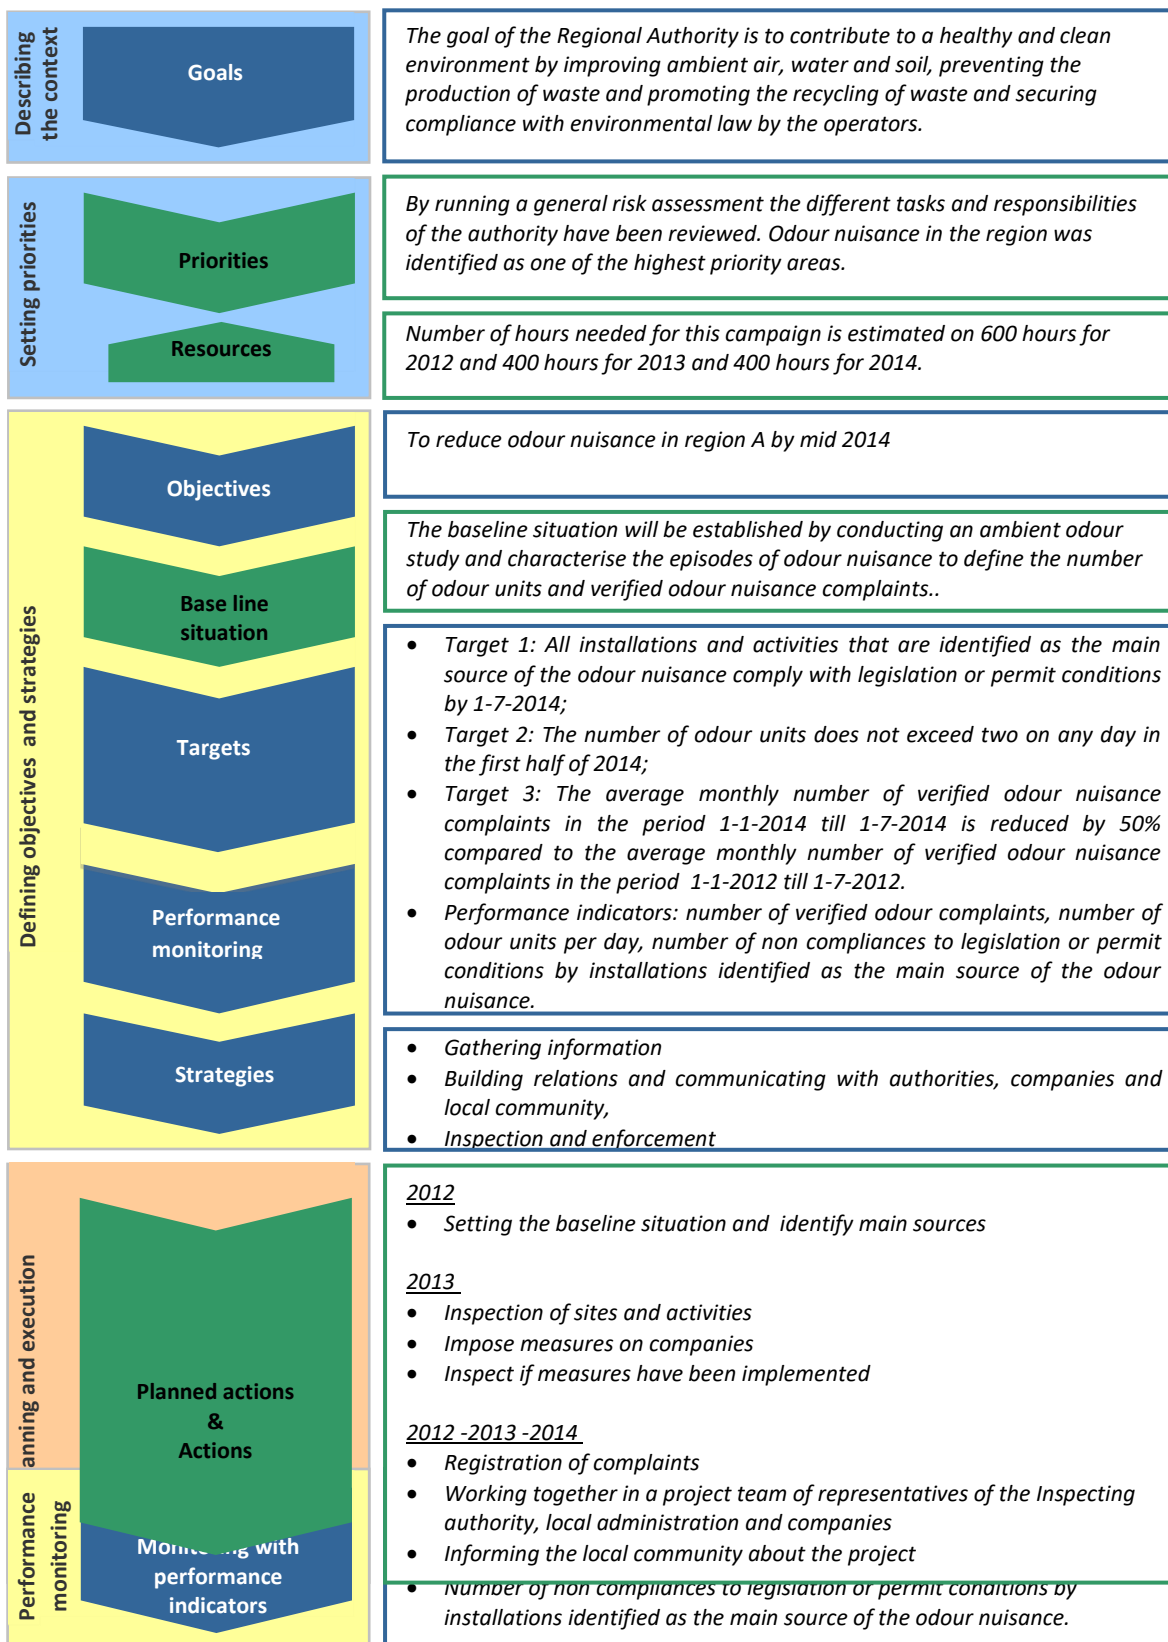 Describing
the context
Goals
The goal of the Regional Authority is to contribute to a healthy and clean
environment by improving ambient air, water and soil, preventing the
production of waste and promoting the recycling of waste and securing
compliance with environmental law by the operators.
Setting priorities
Priorities
By running a general risk assessment the different tasks and responsibilities
of the authority have been reviewed. Odour nuisance in the region was
identified as one of the highest priority areas.
Resources
Number of hours needed for this campaign is estimated on 600 hours for
2012 and 400 hours for 2013 and 400 hours for 2014.
Defining objectives and strategies
Objectives
To reduce odour nuisance in region A by mid 2014
Base line
situation
The baseline situation will be established by conducting an ambient odour
study and characterise the episodes of odour nuisance to define the number
of odour units and verified odour nuisance complaints..
Targets
• Target 1: All installations and activities that are identified as the main
source of the odour nuisance comply with legislation or permit conditions
by 1-7-2014;
• Target 2: The number of odour units does not exceed two on any day in
the first half of 2014;
• Target 3: The average monthly number of verified odour nuisance
complaints in the period 1-1-2014 till 1-7-2014 is reduced by 50%
compared to the average monthly number of verified odour nuisance
complaints in the period 1-1-2012 till 1-7-2012.
Performance
monitoring
• Performance indicators: number of verified odour complaints, number of
odour units per day, number of non compliances to legislation or permit
conditions by installations identified as the main source of the odour
nuisance.
Strategies
• Gathering information
• Building relations and communicating with authorities, companies and
local community,
• Inspection and enforcement
anning and execution
Planned actions
&
Actions
2012
• Setting the baseline situation and identify main sources
2013
• Inspection of sites and activities
• Impose measures on companies
• Inspect if measures have been implemented
2012 -2013 -2014
• Registration of complaints
• Working together in a project team of representatives of the Inspecting
authority, local administration and companies
• Informing the local community about the project
Performance
monitoring
Monitoring with
performance
indicators
• Number of non compliances to legislation or permit conditions by
installations identified as the main source of the odour nuisance.